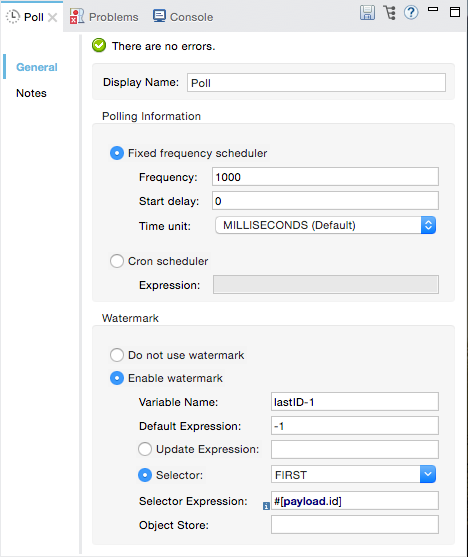 Poll Problems Console
There are no errors.
General
Notes
Display Name: Poll
Polling Information
Fixed frequency scheduler
Frequency: 1000
Start delay: 0
Time unit: MILLISECONDS (Default)
Cron scheduler
Expression:
Watermark
Do not use watermark
Enable watermark
Variable Name: lastID-1
Default Expression: -1
Update Expression:
Selector: FIRST
Selector Expression: #[payload.id]
Object Store: